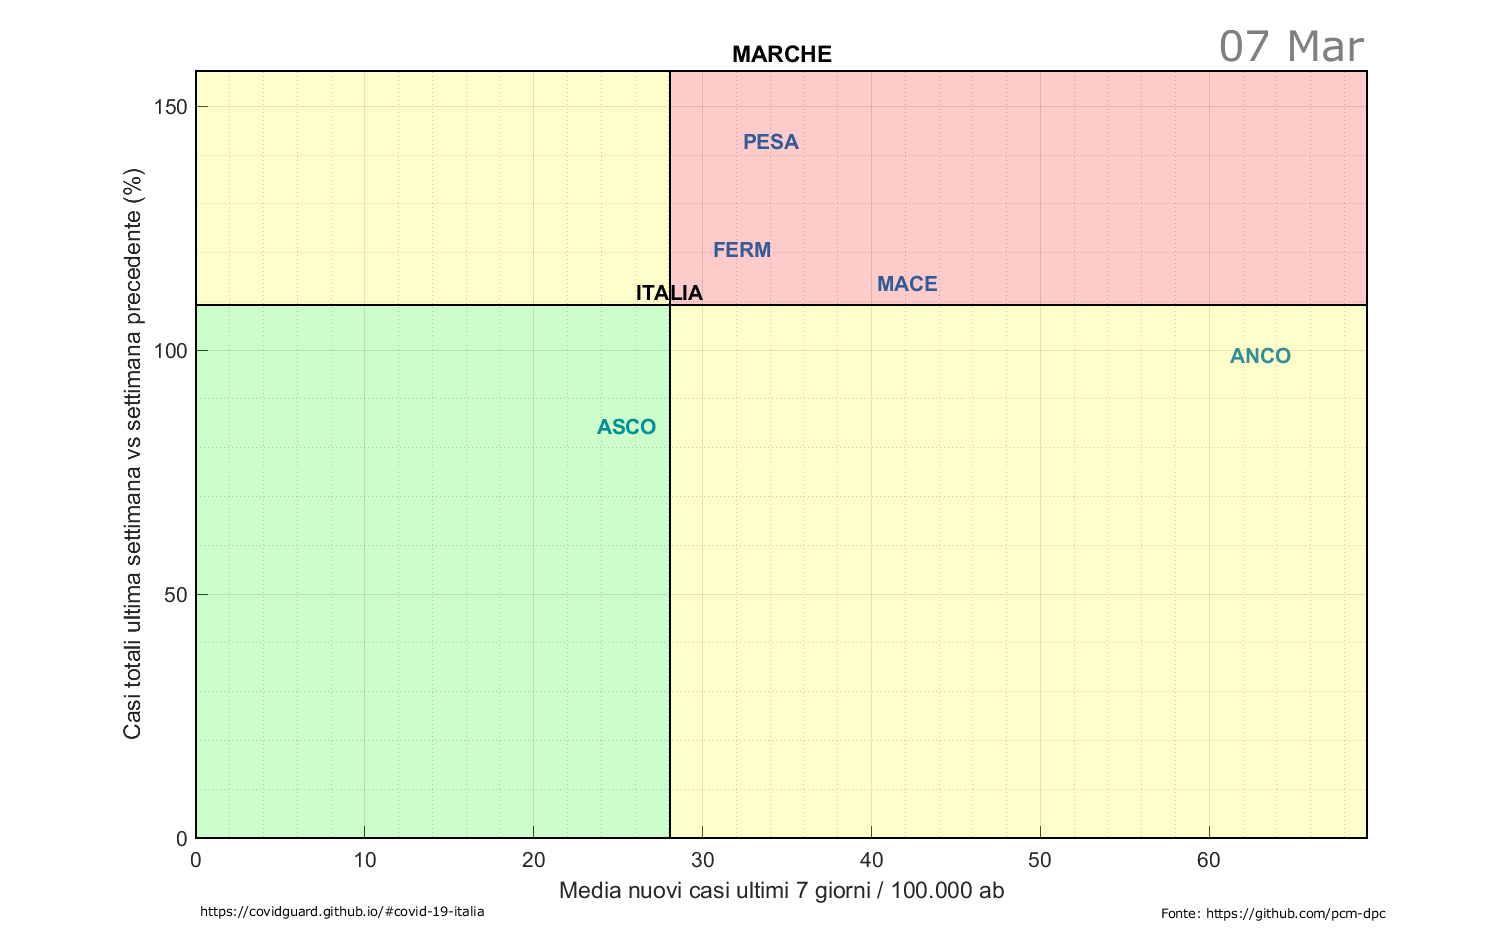 07 Mar
MARCHE
150
PESA
FERM
MACE
ITALIA
100
ANCO
ASCO
50
0
Casi totali ultima settimana vs settimana precedente (%)
0 10 20 30 40 50 60
Media nuovi casi ultimi 7 giorni / 100.000 ab
https://covidguard.github.io/#covid-19-italia
Fonte: https://github.com/pcm-dpc